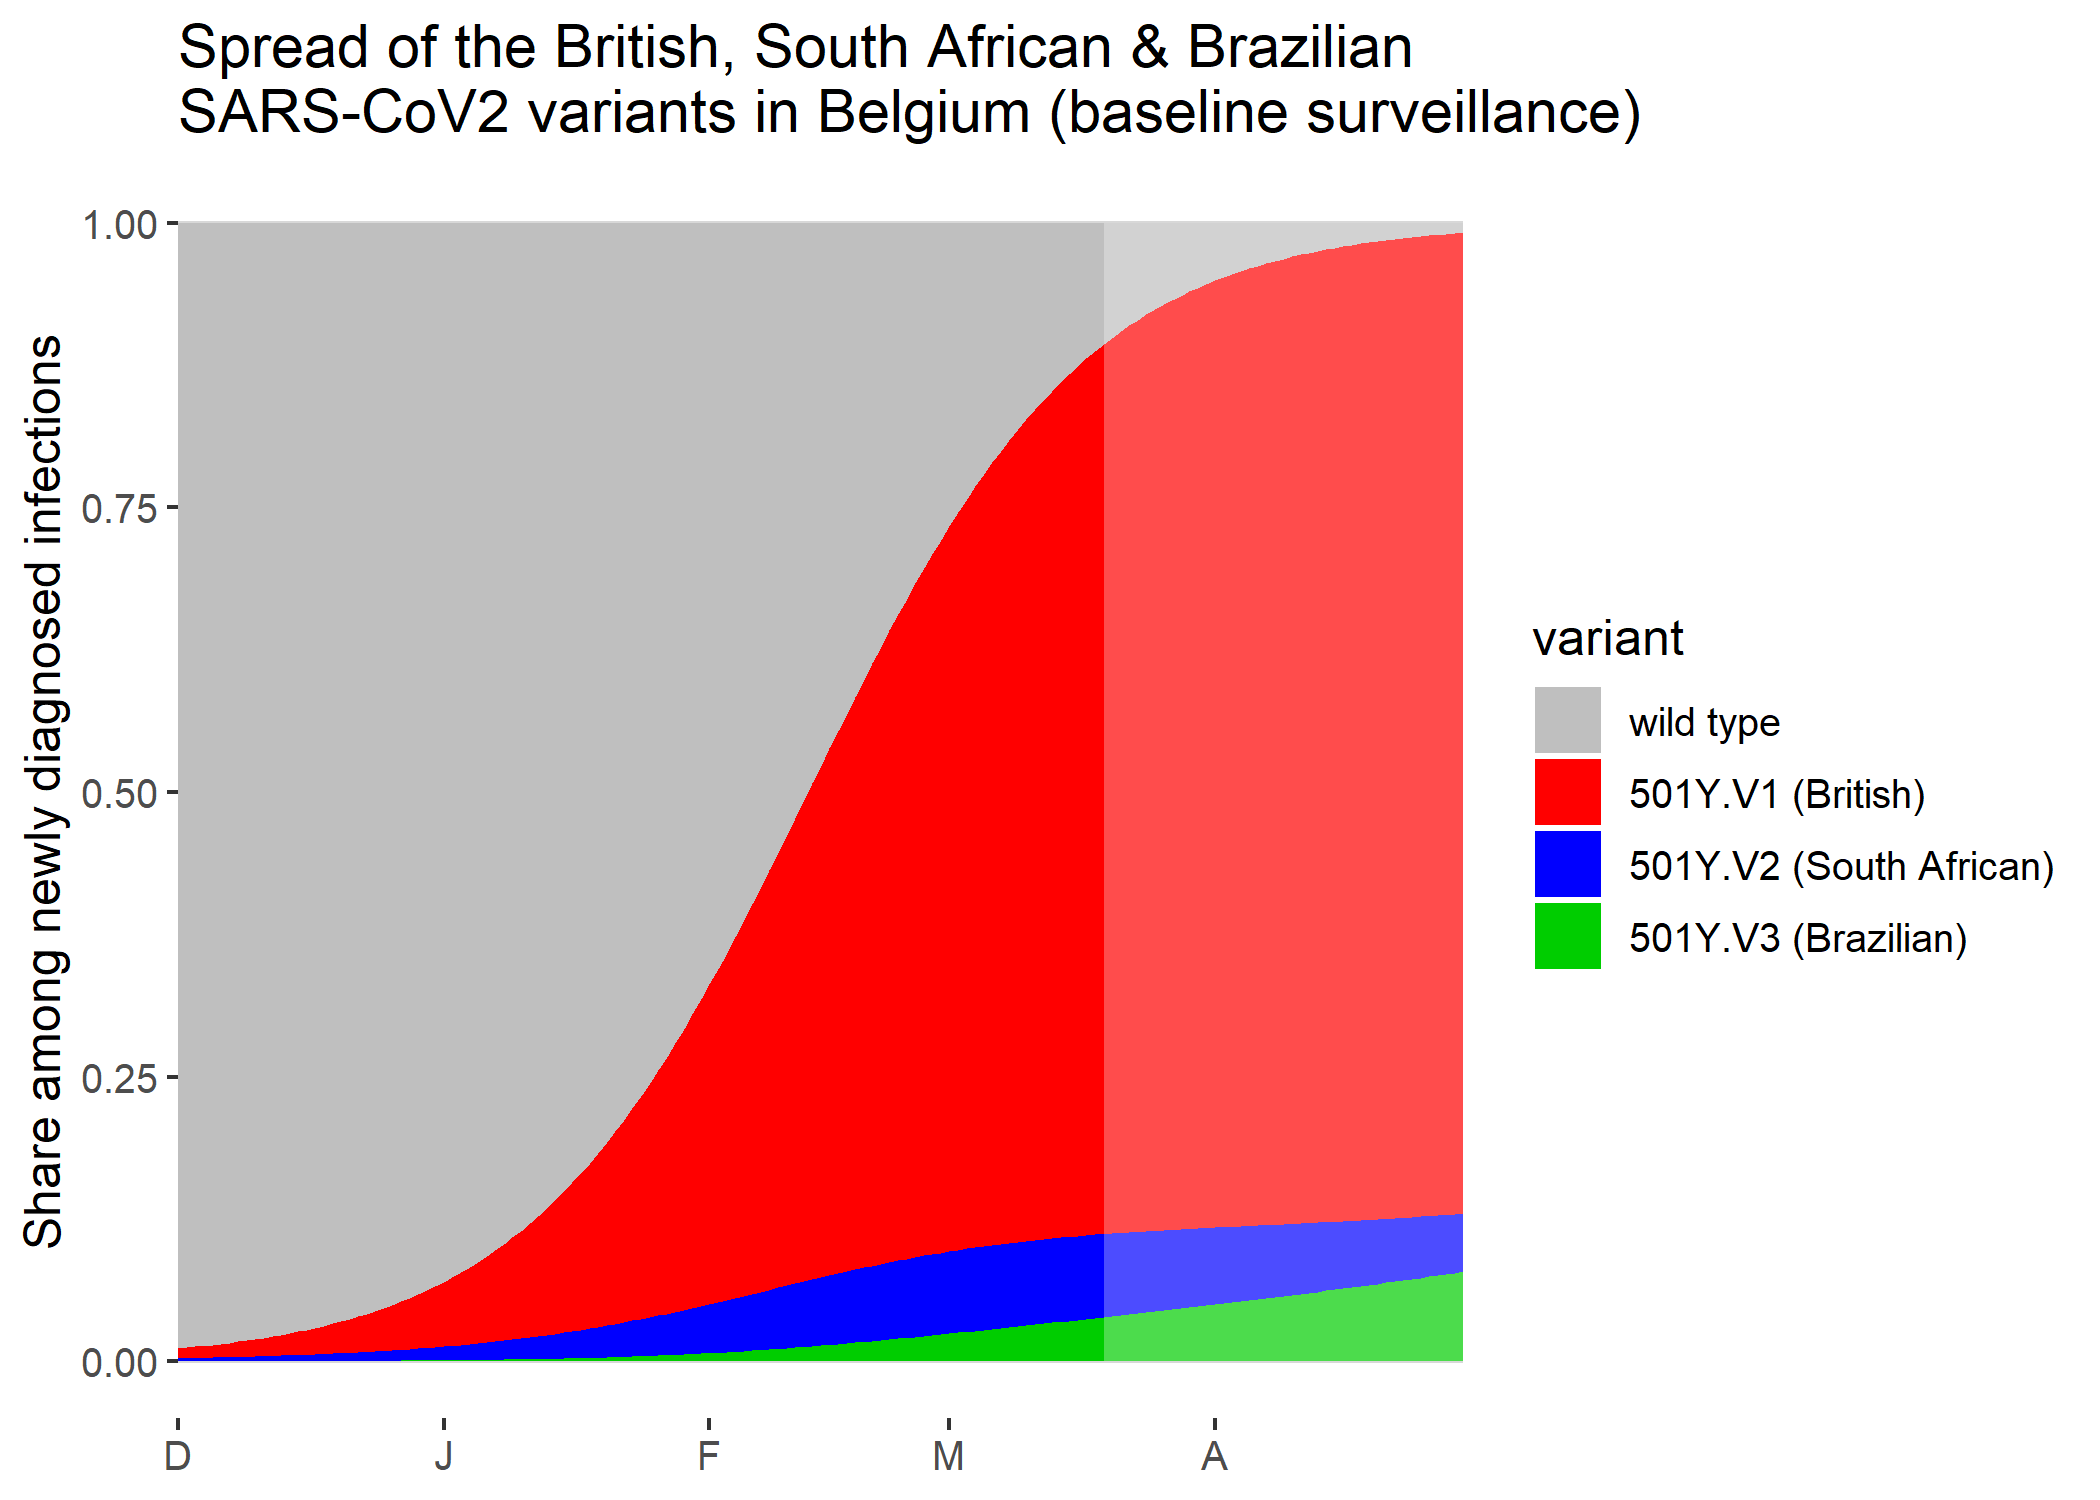 Spread of the British, South African & Brazilian
SARS-CoV2 variants in Belgium (baseline surveillance)
Share among newly diagnosed infections
1.00
0.75
0.50
0.25
0.00
D J F M A
variant
wild type
501Y.V1 (British)
501Y.V2 (South African)
501Y.V3 (Brazilian)